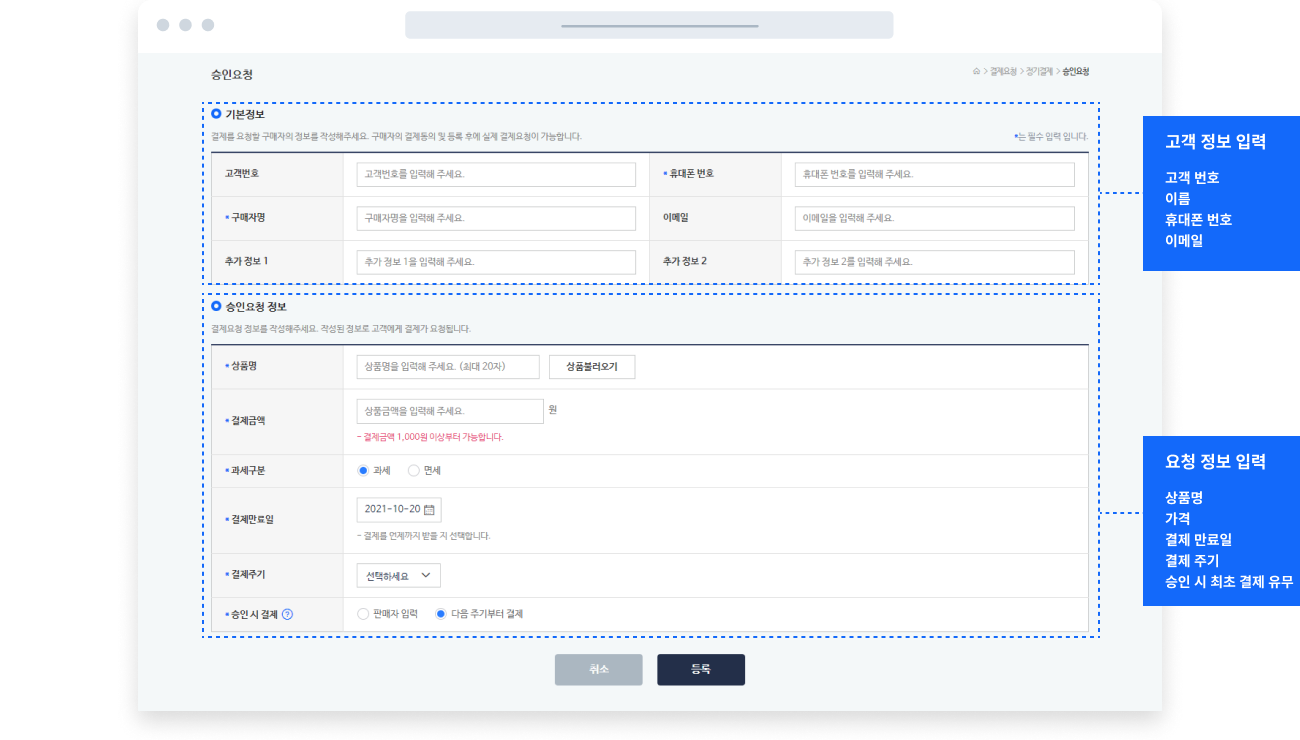 승인요청
> 결제요청 > 정기결제 > 승인요청
기본정보
결제를 요청할 구매자의 정보를 작성해주세요. 구매자의 결제동의 및 등록 후에 실제 결제요청이 가능합니다.
*는 필수 입력 입니다.
고객번호
고객번호를 입력해 주세요.
* 휴대폰 번호
휴대폰 번호를 입력해 주세요.
* 구매자명
구매자명을 입력해 주세요.
이메일
이메일을 입력해 주세요.
추가 정보 1
추가 정보 1을 입력해 주세요.
추가 정보 2
추가 정보 2를 입력해 주세요.
승인요청 정보
결제요청 정보를 작성해주세요. 작성된 정보로 고객에게 결제가 요청됩니다.
* 상품명
상품명을 입력해 주세요. (최대 20자)
상품불러오기
* 결제금액
상품금액을 입력해 주세요.
원
- 결제금액 1,000원 이상부터 가능합니다.
* 과세구분
과세
면세
* 결제만료일
2021-10-20
- 결제를 언제까지 받을 지 선택합니다.
* 결제주기
선택하세요
* 승인 시 결제 ?
판매자 입력
다음 주기부터 결제
취소
등록
고객 정보 입력
고객 번호
이름
휴대폰 번호
이메일
요청 정보 입력
상품명
가격
결제 만료일
결제 주기
승인 시 최초 결제 유무